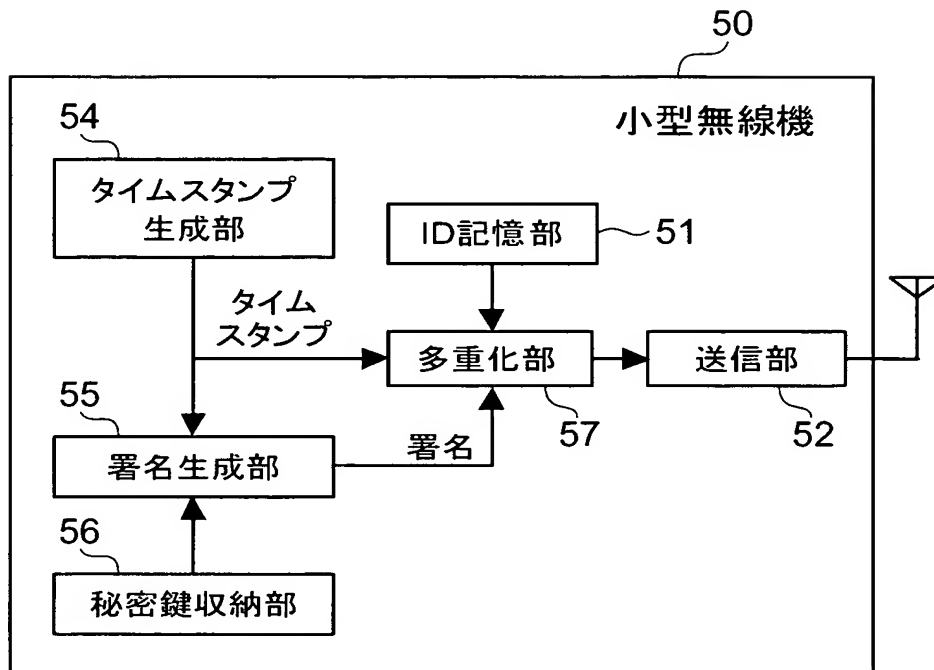 50
小型無線機
54
タイムスタンプ
生成部
ID記憶部
51
タイム
スタンプ
多重化部
送信部
57
52
55
署名
署名生成部
56
秘密鍵収納部